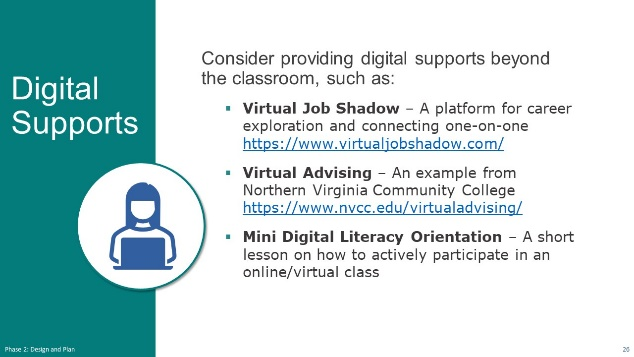 Digital
Supports
Consider providing digital supports beyond
the classroom, such as:
▪ Virtual Job Shadow – A platform for career
exploration and connecting one-on-one
https://www.virtualjobshadow.com/
▪ Virtual Advising – An example from
Northern Virginia Community College
https://www.nvcc.edu/virtualadvising/
▪ Mini Digital Literacy Orientation – A short
lesson on how to actively participate in an
online/virtual class
Phase 2: Design and Plan
26